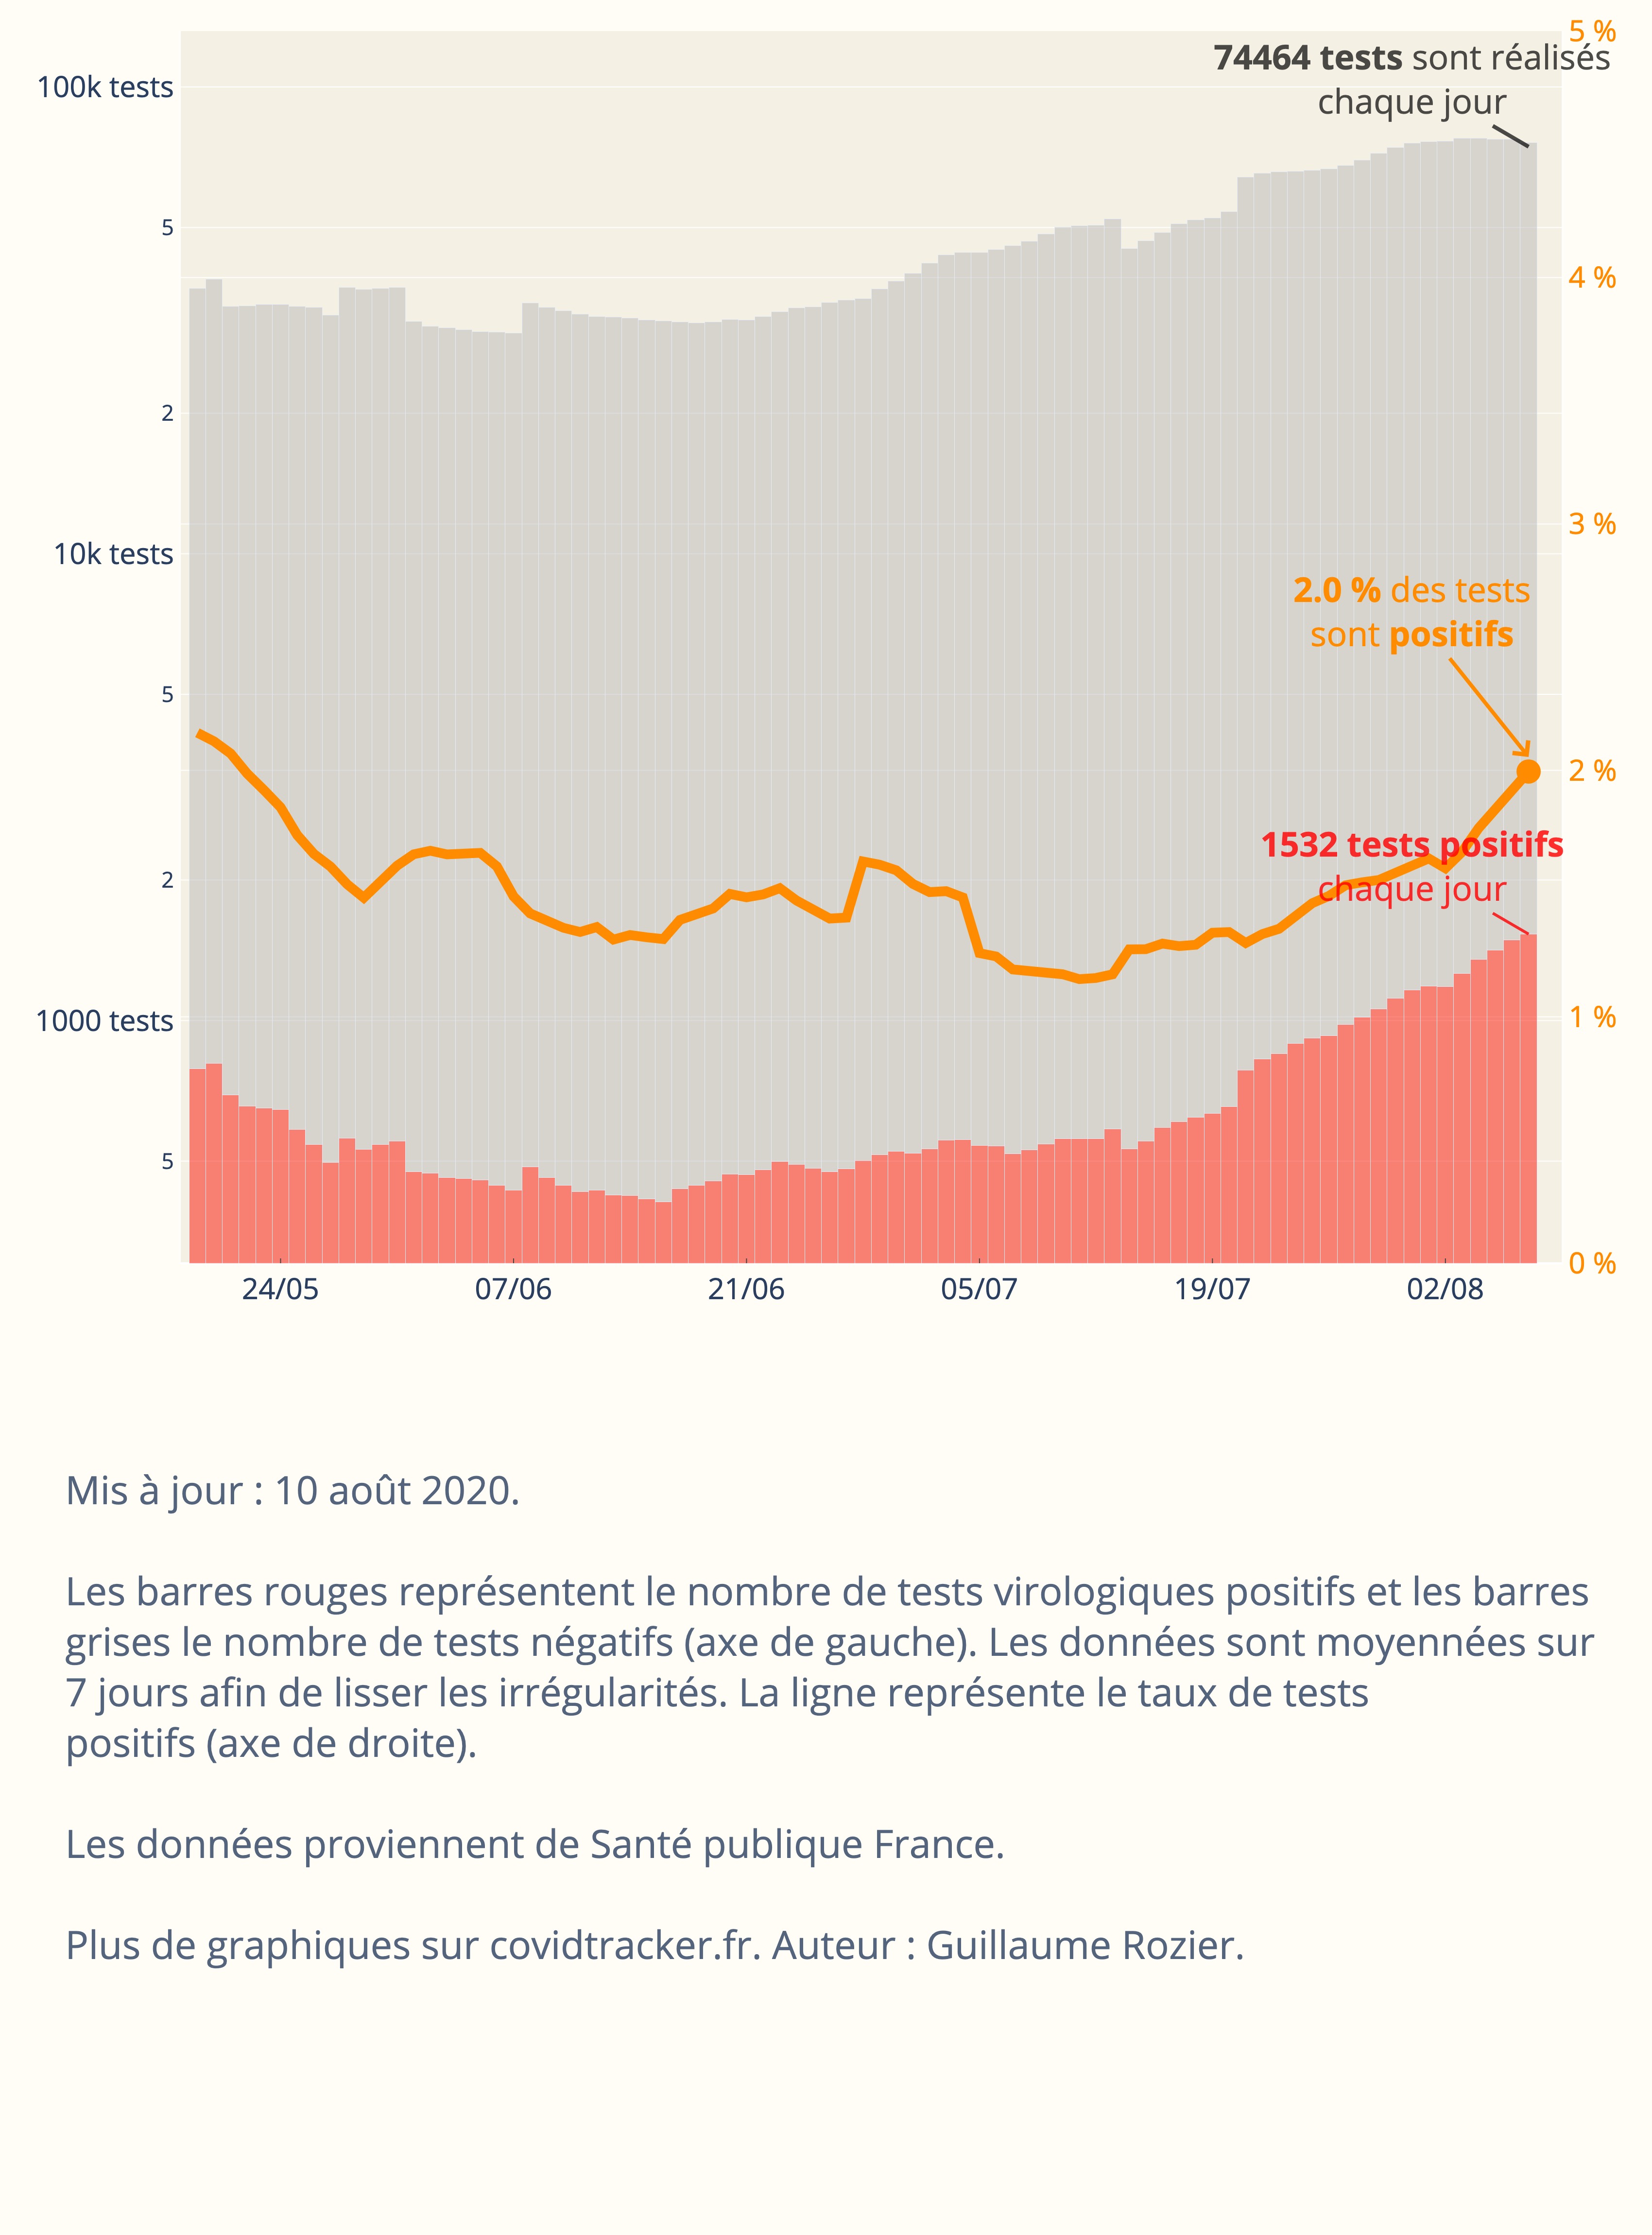 5 %
74464 tests sont réalisés
chaque jour
100k tests
5
4 %
2
3 %
10k tests
2.0 % des tests
sont positifs
5
2 %
1532 tests positifs
chaque jour
2
1000 tests
1 %
5
0 %
24/05 07/06 21/06 05/07 19/07 02/08
Mis à jour : 10 août 2020.
Les barres rouges représentent le nombre de tests virologiques positifs et les barres
grises le nombre de tests négatifs (axe de gauche). Les données sont moyennées sur
7 jours afin de lisser les irrégularités. La ligne représente le taux de tests
positifs (axe de droite).
Les données proviennent de Santé publique France.
Plus de graphiques sur covidtracker.fr. Auteur : Guillaume Rozier.